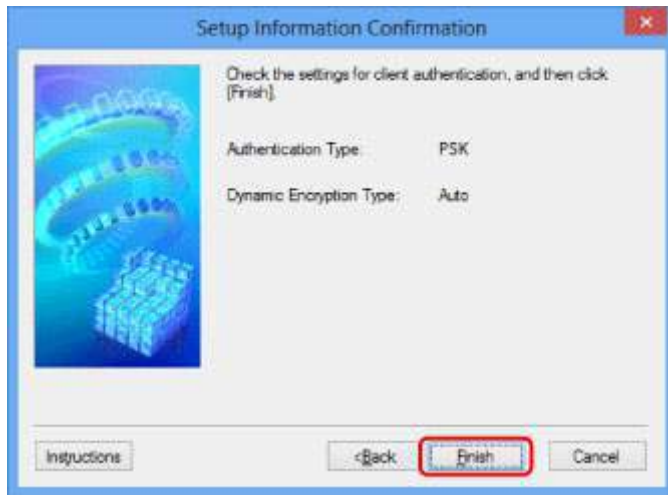 Setup Information Confirmation
Check the settings for client authentication, and then click
[Finish].
Authentication Type: PSK
Dynamic Encryption Type: Auto
Instructions <Back Finish Cancel